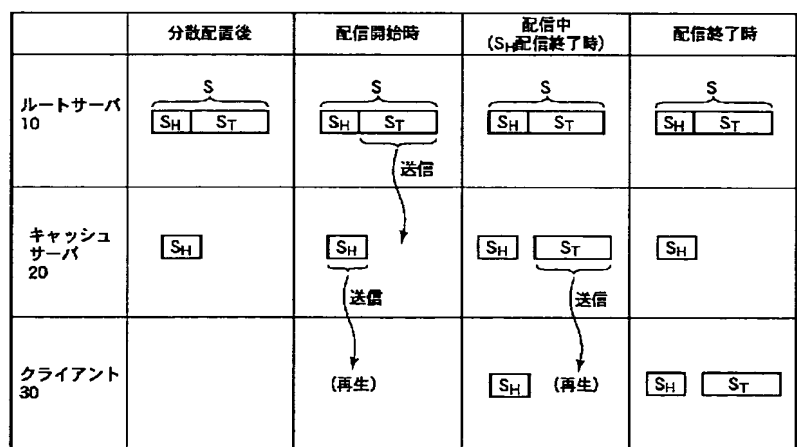 分散配置後
配信開始時
配信中
(SH配信終了時)
配信終了時
ルートサーバ
10
S
SH ST
S
SH ST
送信
S
SH ST
S
SH ST
キャッシュ
サーバ
20
SH
SH
送信
SH ST
送信
SH
クライアント
30
(再生)
SH (再生)
SH ST